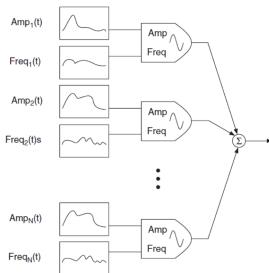 Amp1(t)
Amp
Freq
Freq1(t)
Amp2(t)
Amp
Freq
Freq2(t)s
Σ
AmpN(t)
Amp
Freq
FreqN(t)